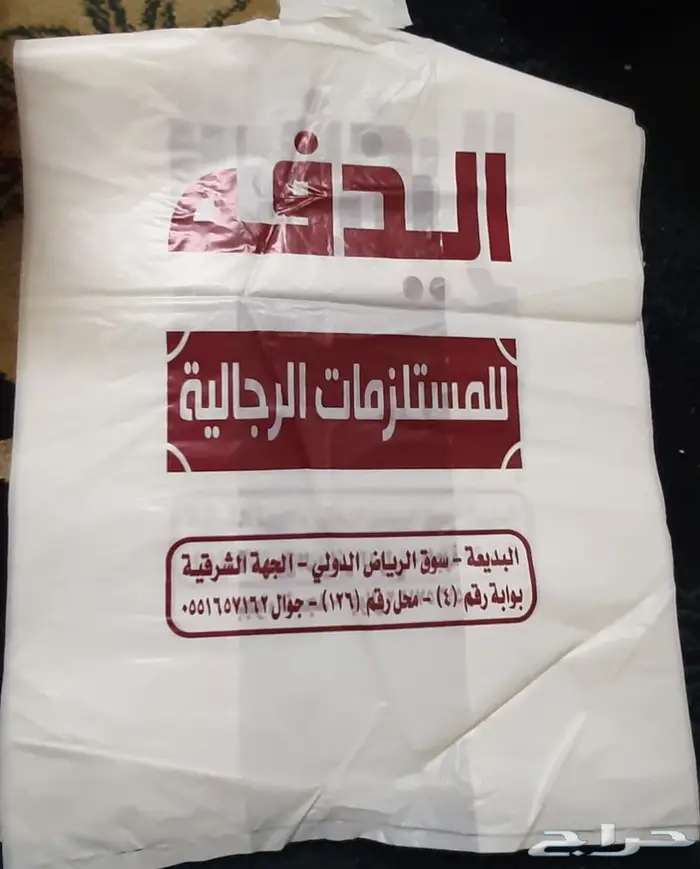 الدفه
للمستلزمات الرجالية
البديعة - سوق الرياض الدولي - الجهة الشرقية
بوابة رقم (٤) - محل رقم (١٢٦) - جوال ٠٥٥١٦٥٧١٦٢
حراج